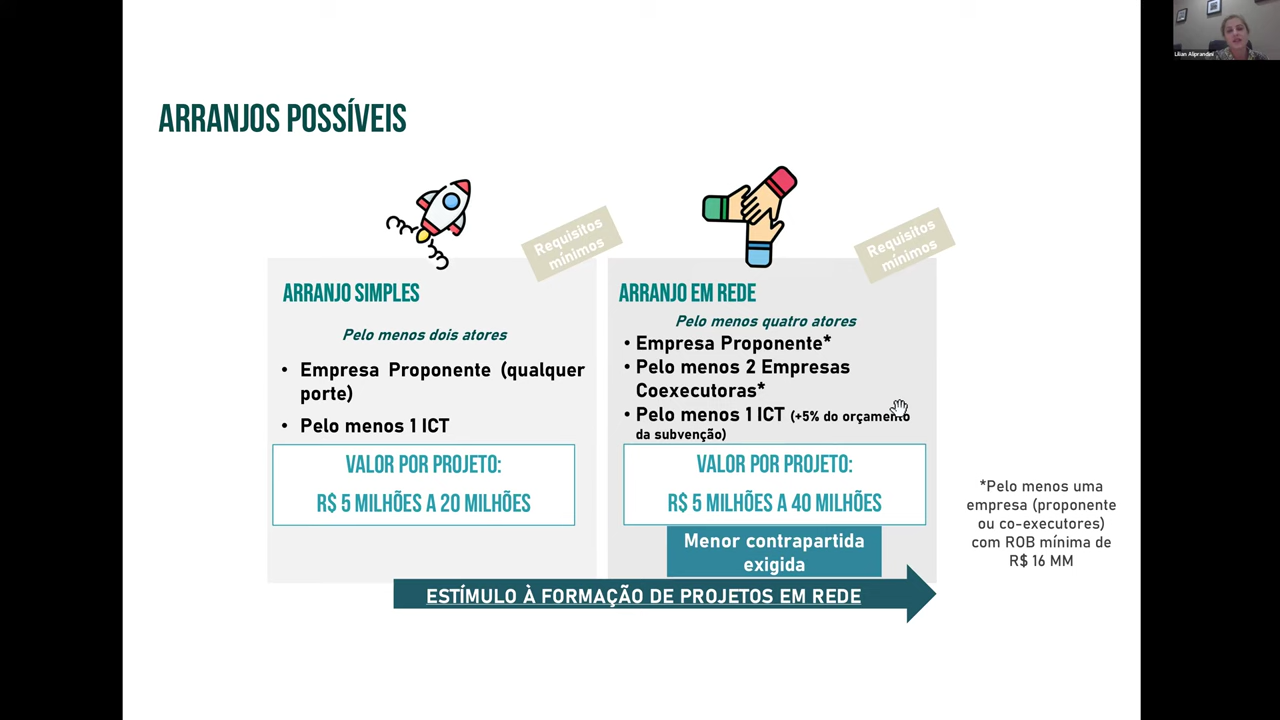 Lilian Aliprandini
ARRANJOS POSSÍVEIS
Requisitos
mínimos
ARRANJO SIMPLES
Pelo menos dois atores
• Empresa Proponente (qualquer
porte)
• Pelo menos 1 ICT
VALOR POR PROJETO:
R$ 5 MILHÕES A 20 MILHÕES
Requisitos
mínimos
ARRANJO EM REDE
Pelo menos quatro atores
• Empresa Proponente*
• Pelo menos 2 Empresas
Coexecutoras*
• Pelo menos 1 ICT (+5% do orçamento
da subvenção)
VALOR POR PROJETO:
R$ 5 MILHÕES A 40 MILHÕES
Menor contrapartida
exigida
ESTÍMULO À FORMAÇÃO DE PROJETOS EM REDE
*Pelo menos uma
empresa (proponente
ou co-executores)
com ROB mínima de
R$ 16 MM